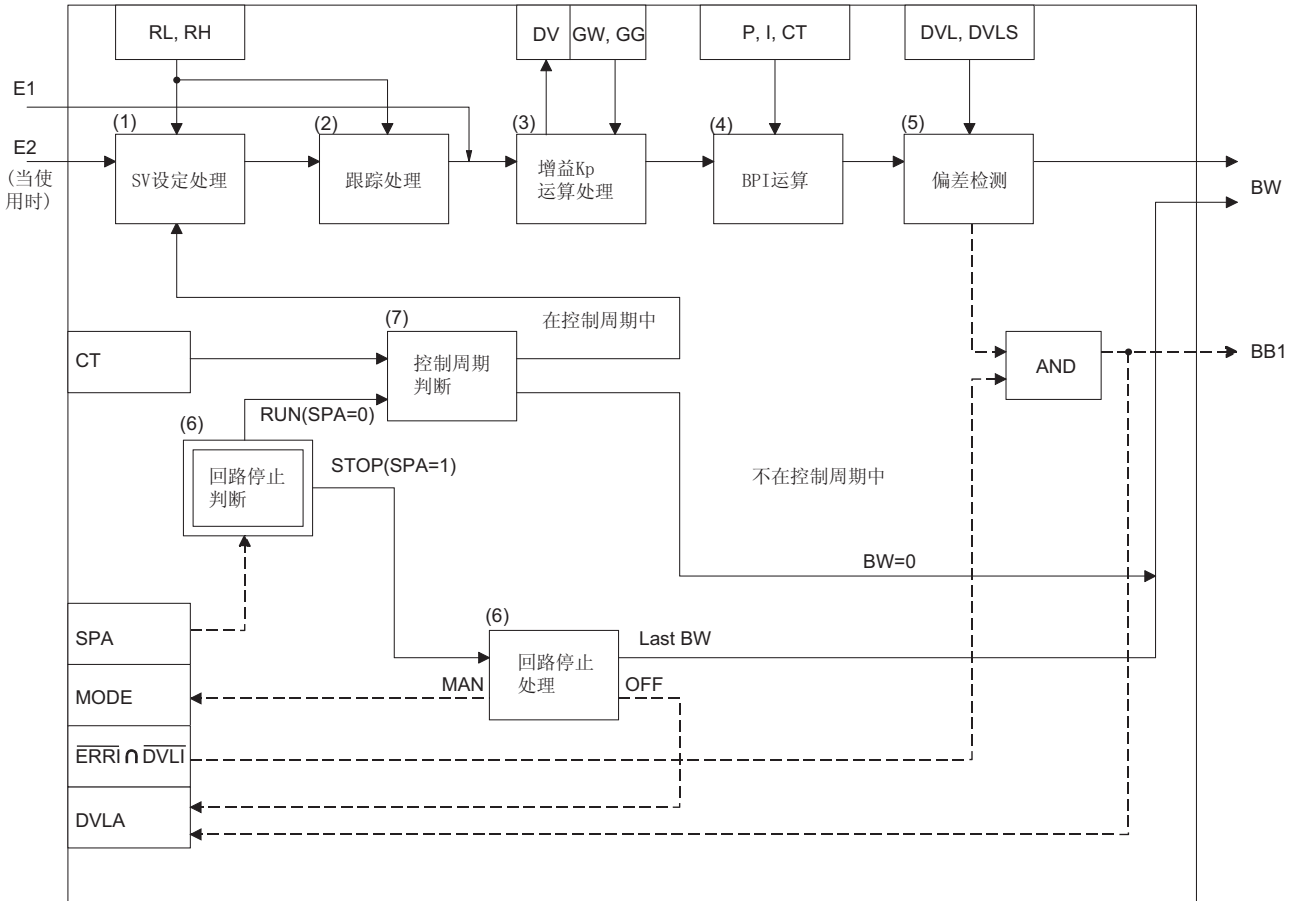 RL, RH
DV
GW, GG
P, I, CT
DVL, DVLS
E1
(1)
(2)
(3)
(4)
(5)
E2
(当使
用时)
SV设定处理
跟踪处理
增益Kp
运算处理
BPI运算
偏差检测
BW
(7)
在控制周期中
CT
控制周期
判断
AND
BB1
RUN(SPA=0)
(6)
回路停止
判断
STOP(SPA=1)
不在控制周期中
BW=0
SPA
(6)
回路停止
处理
Last BW
MODE
MAN
OFF
E̅R̅R̅I̅ ∩ D̅V̅L̅I̅
DVLA